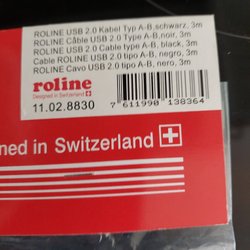 ROLINE USB 2.0 Kabel Typ A-B,schwarz, 3m
ROLINE Câble USB 2.0 Type A-B,noir, 3m
ROLINE USB 2.0 Cable type A-B, black, 3m
Cable ROLINE USB 2.0 tipo A-B, negro, 3m
ROLINE Cavo USB 2.0 tipo A-B, nero, 3m
roline
Designed in Switzerland
11.02.8830
7 611990 138364
ned in Switzerland